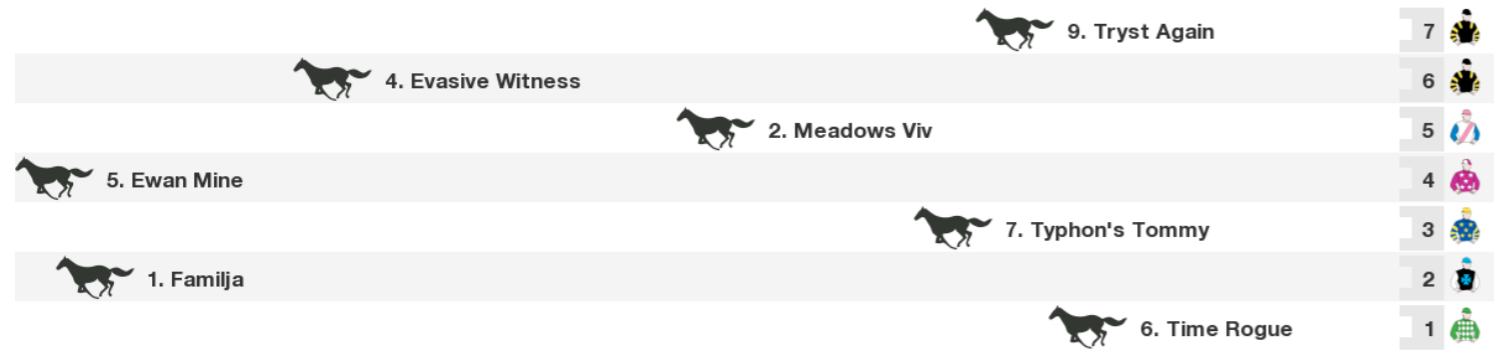 9. Tryst Again 7
4. Evasive Witness 6
2. Meadows Viv 5
5. Ewan Mine 4
7. Typhon's Tommy 3
1. Familja 2
6. Time Rogue 1